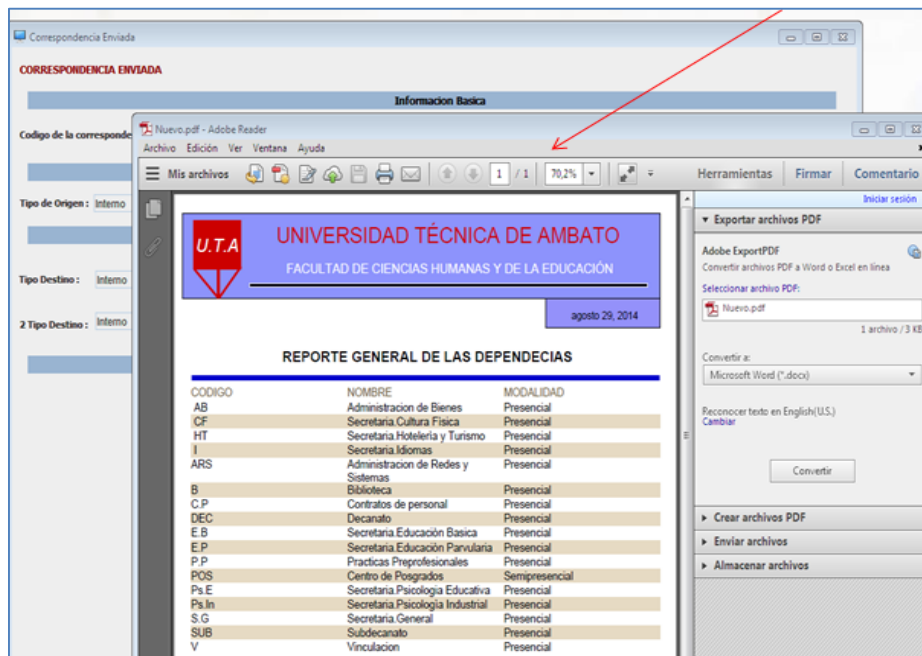 Correspondencia Enviada
CORRESPONDENCIA ENVIADA
Informacion Basica
Codigo de la corresponde
Tipo de Origen : Interno
Tipo Destino : Interno
2 Tipo Destino : Interno
Nuevo.pdf - Adobe Reader
Archivo Edición Ver Ventana Ayuda
Mis archivos 1 / 1 70,2% Herramientas Firmar Comentario
Iniciar sesión
U.T.A
UNIVERSIDAD TÉCNICA DE AMBATO
FACULTAD DE CIENCIAS HUMANAS Y DE LA EDUCACIÓN
agosto 29, 2014
REPORTE GENERAL DE LAS DEPENDECIAS
CODIGO NOMBRE MODALIDAD
AB Administracion de Bienes Presencial
CF Secretaria.Cultura Fìsica Presencial
HT Secretaria.Hotelerìa y Turismo Presencial
I Secretaria.Idiomas Presencial
ARS Administracion de Redes y Presencial
Sistemas
B Biblioteca Presencial
C.P Contratos de personal Presencial
DEC Decanato Presencial
E.B Secretaria.Educaciòn Basica Presencial
E.P Secretaria.Educaciòn Parvularia Presencial
P.P Practicas Preprofesionales Presencial
POS Centro de Posgrados Semipresencial
Ps.E Secretaria.Psicologìa Educativa Presencial
Ps.In Secretaria.Psicologìa Industrial Presencial
S.G Secretaria.General Presencial
SUB Subdecanato Presencial
V Vinculacion Presencial
Exportar archivos PDF
Adobe ExportPDF
Convertir archivos PDF a Word o Excel en línea
Seleccionar archivo PDF:
Nuevo.pdf
1 archivo / 3 KB
Convertir a:
Microsoft Word (*.docx)
Reconocer texto en English(U.S.)
Cambiar
Convertir
Crear archivos PDF
Enviar archivos
Almacenar archivos